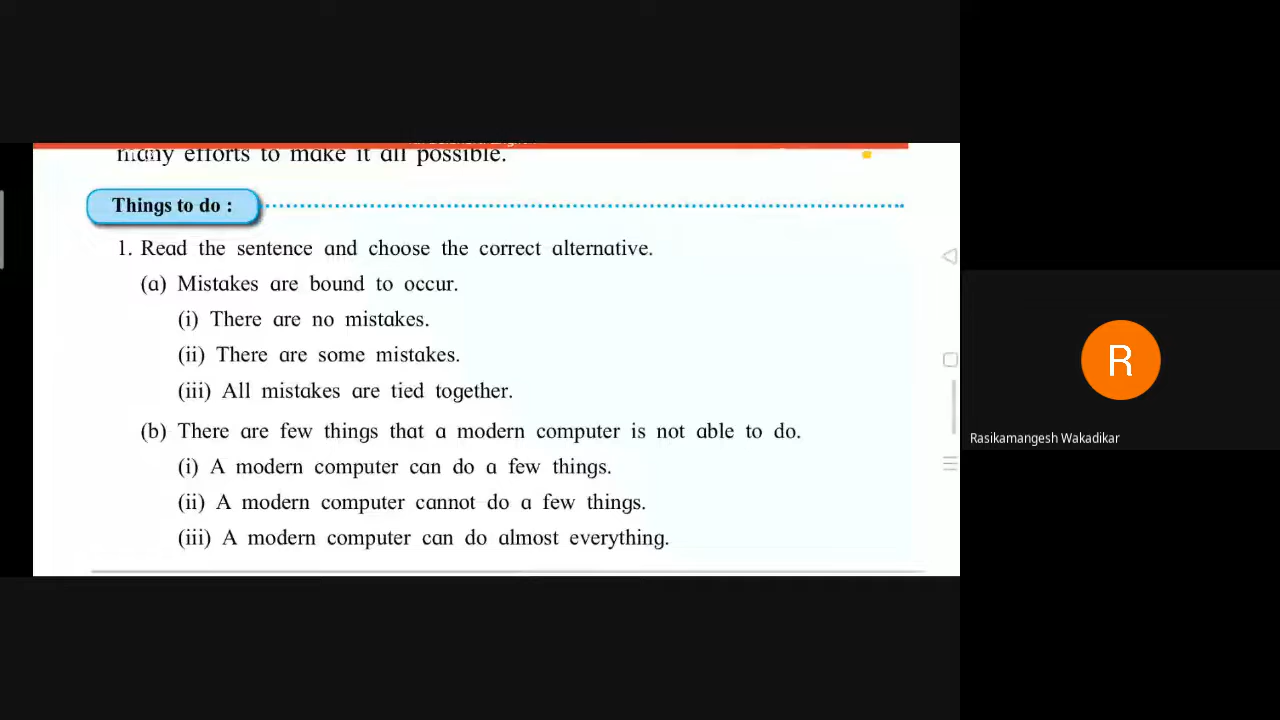 many efforts to make it all possible.
Things to do :
1. Read the sentence and choose the correct alternative.
(a) Mistakes are bound to occur.
(i) There are no mistakes.
(ii) There are some mistakes.
(iii) All mistakes are tied together.
(b) There are few things that a modern computer is not able to do.
(i) A modern computer can do a few things.
(ii) A modern computer cannot do a few things.
(iii) A modern computer can do almost everything.
R
Rasikamangesh Wakadikar